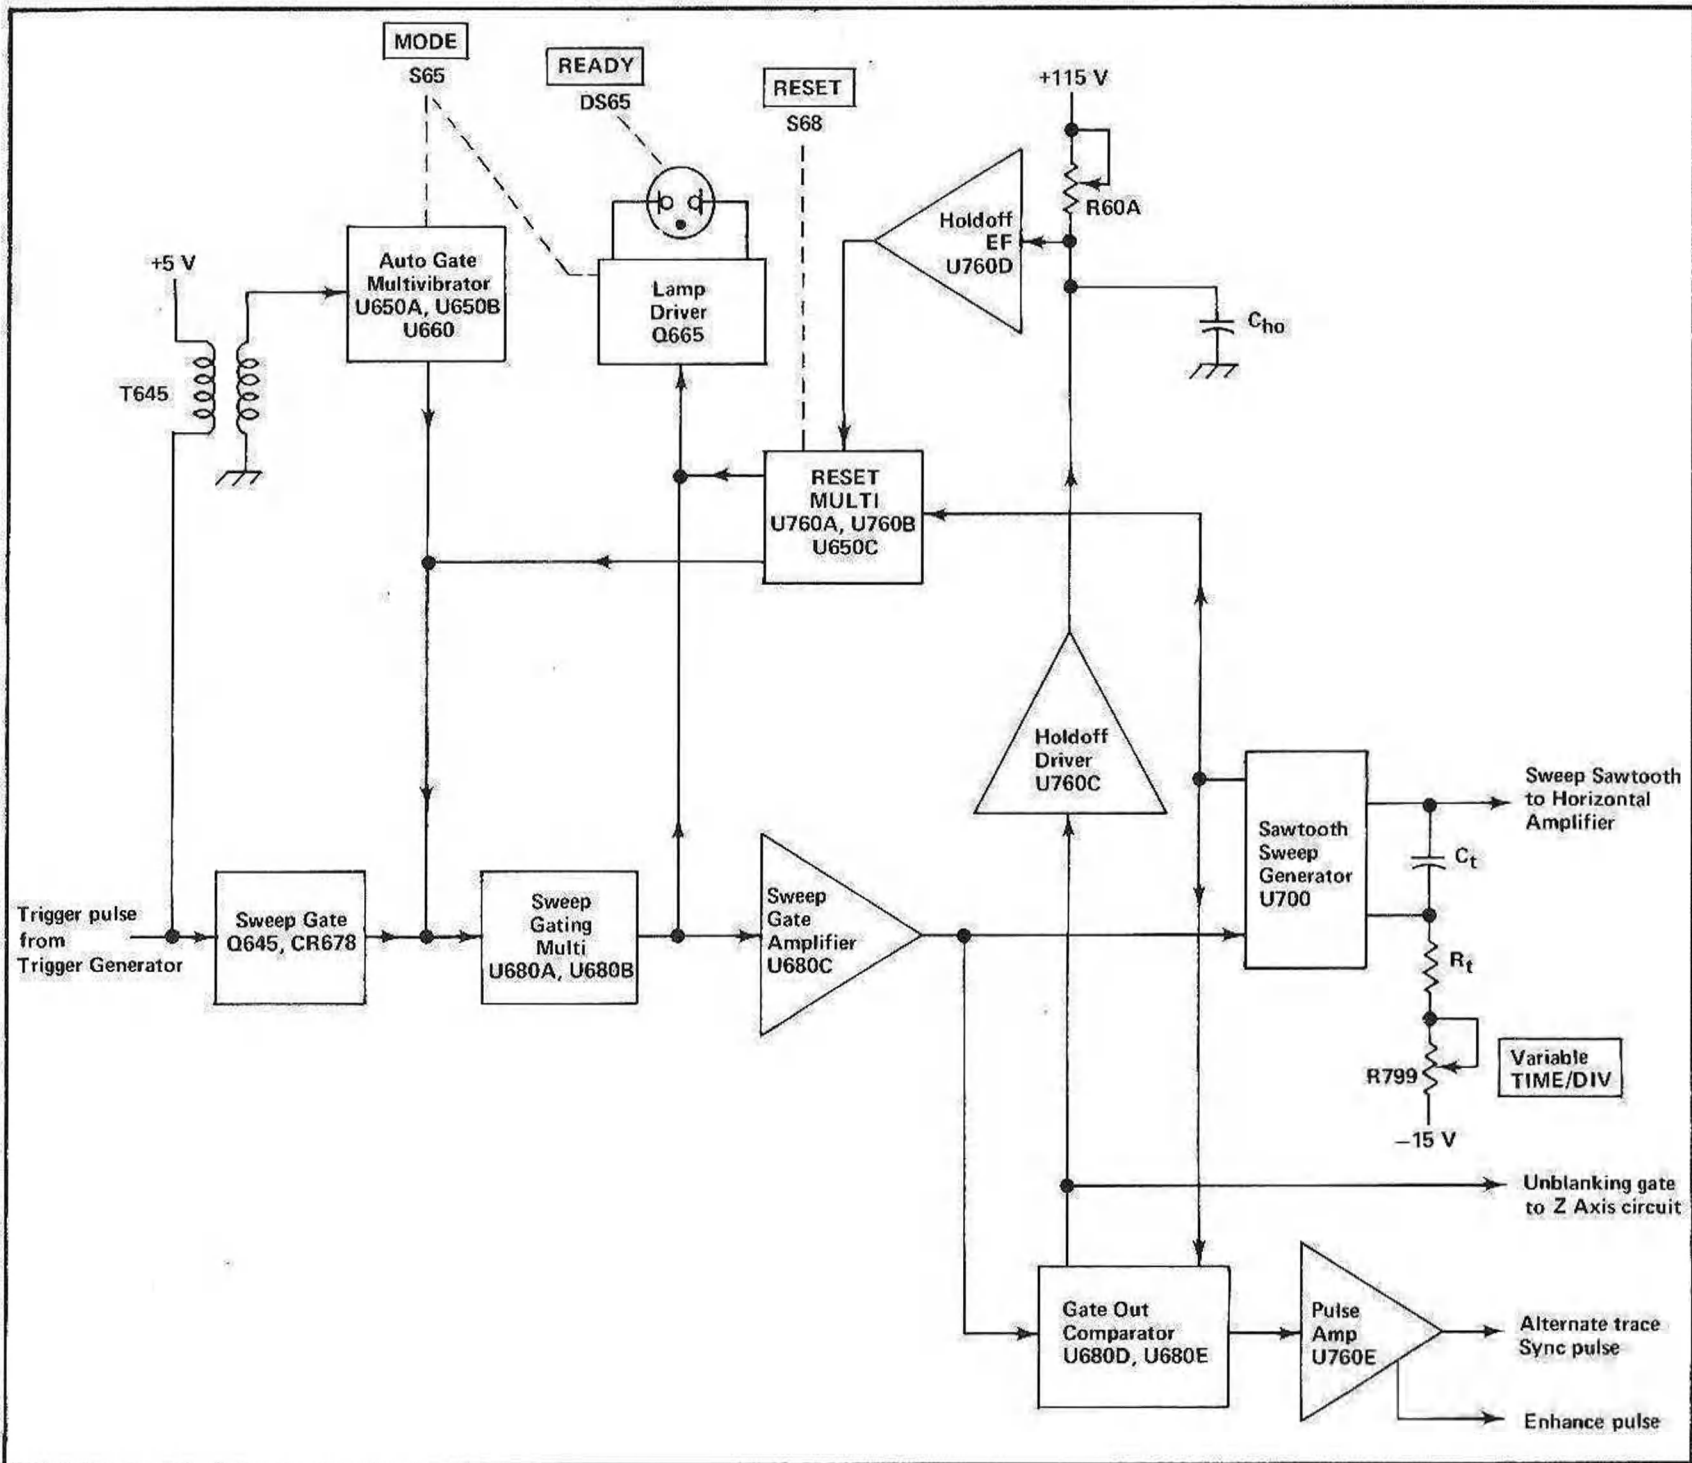 MODE
S65
READY
DS65
RESET
S68
+115 V
R60A
Holdoff
EF
U760D
C_ho
+5 V
T645
Auto Gate
Multivibrator
U650A, U650B
U660
Lamp
Driver
Q665
RESET
MULTI
U760A, U760B
U650C
Holdoff
Driver
U760C
Sawtooth
Sweep
Generator
U700
Sweep Sawtooth
to Horizontal
Amplifier
C_t
R_t
R799
Variable
TIME/DIV
−15 V
Trigger pulse
from
Trigger Generator
Sweep Gate
Q645, CR678
Sweep
Gating
Multi
U680A, U680B
Sweep
Gate
Amplifier
U680C
Unblanking gate
to Z Axis circuit
Gate Out
Comparator
U680D, U680E
Pulse
Amp
U760E
Alternate trace
Sync pulse
Enhance pulse